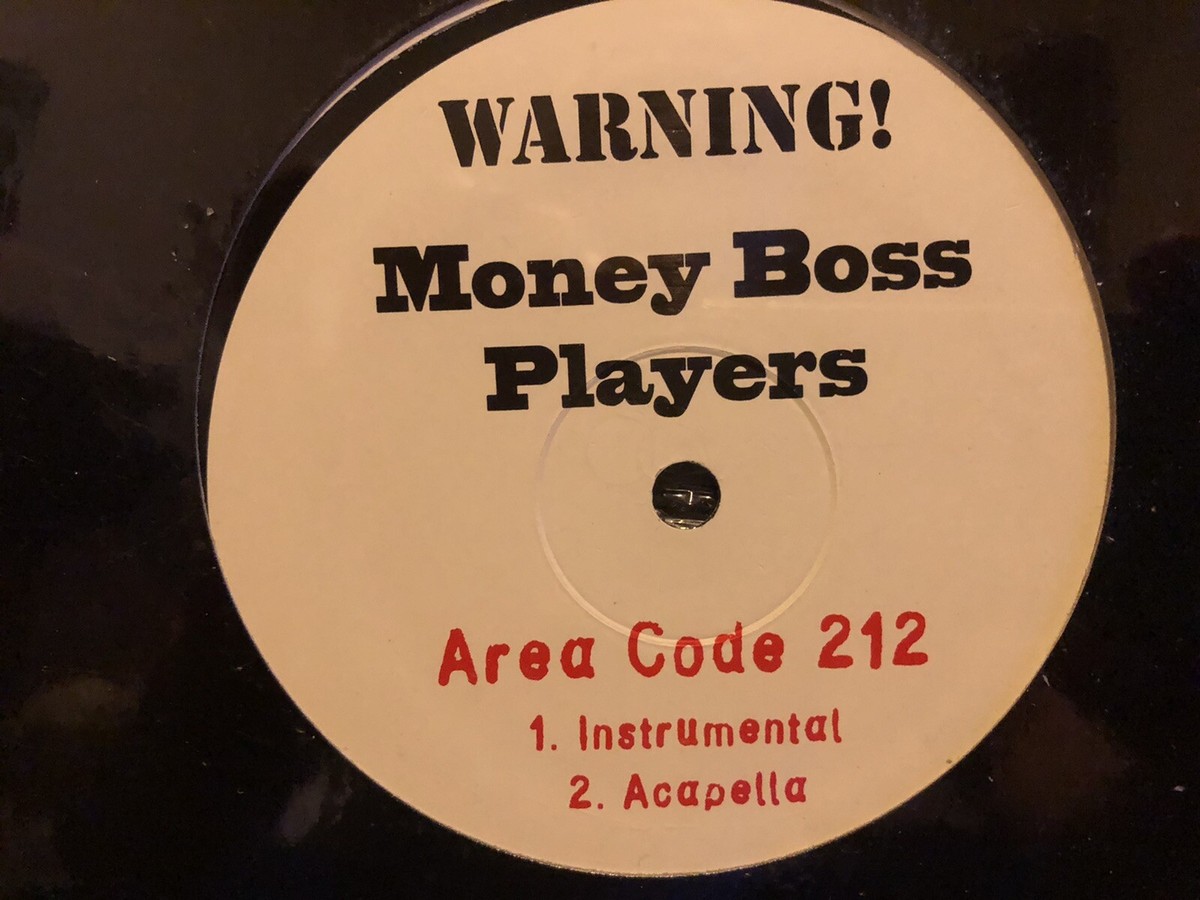 WARNING!
Money Boss
Players
Area Code 212
1. Instrumental
2. Acapella